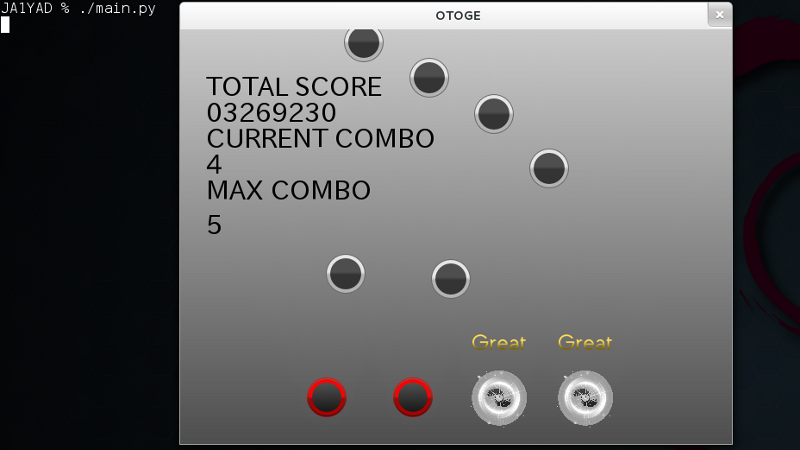 JA1YAD % ./main.py
OTOGE
TOTAL SCORE
03269230
CURRENT COMBO
4
MAX COMBO
5
Great Great